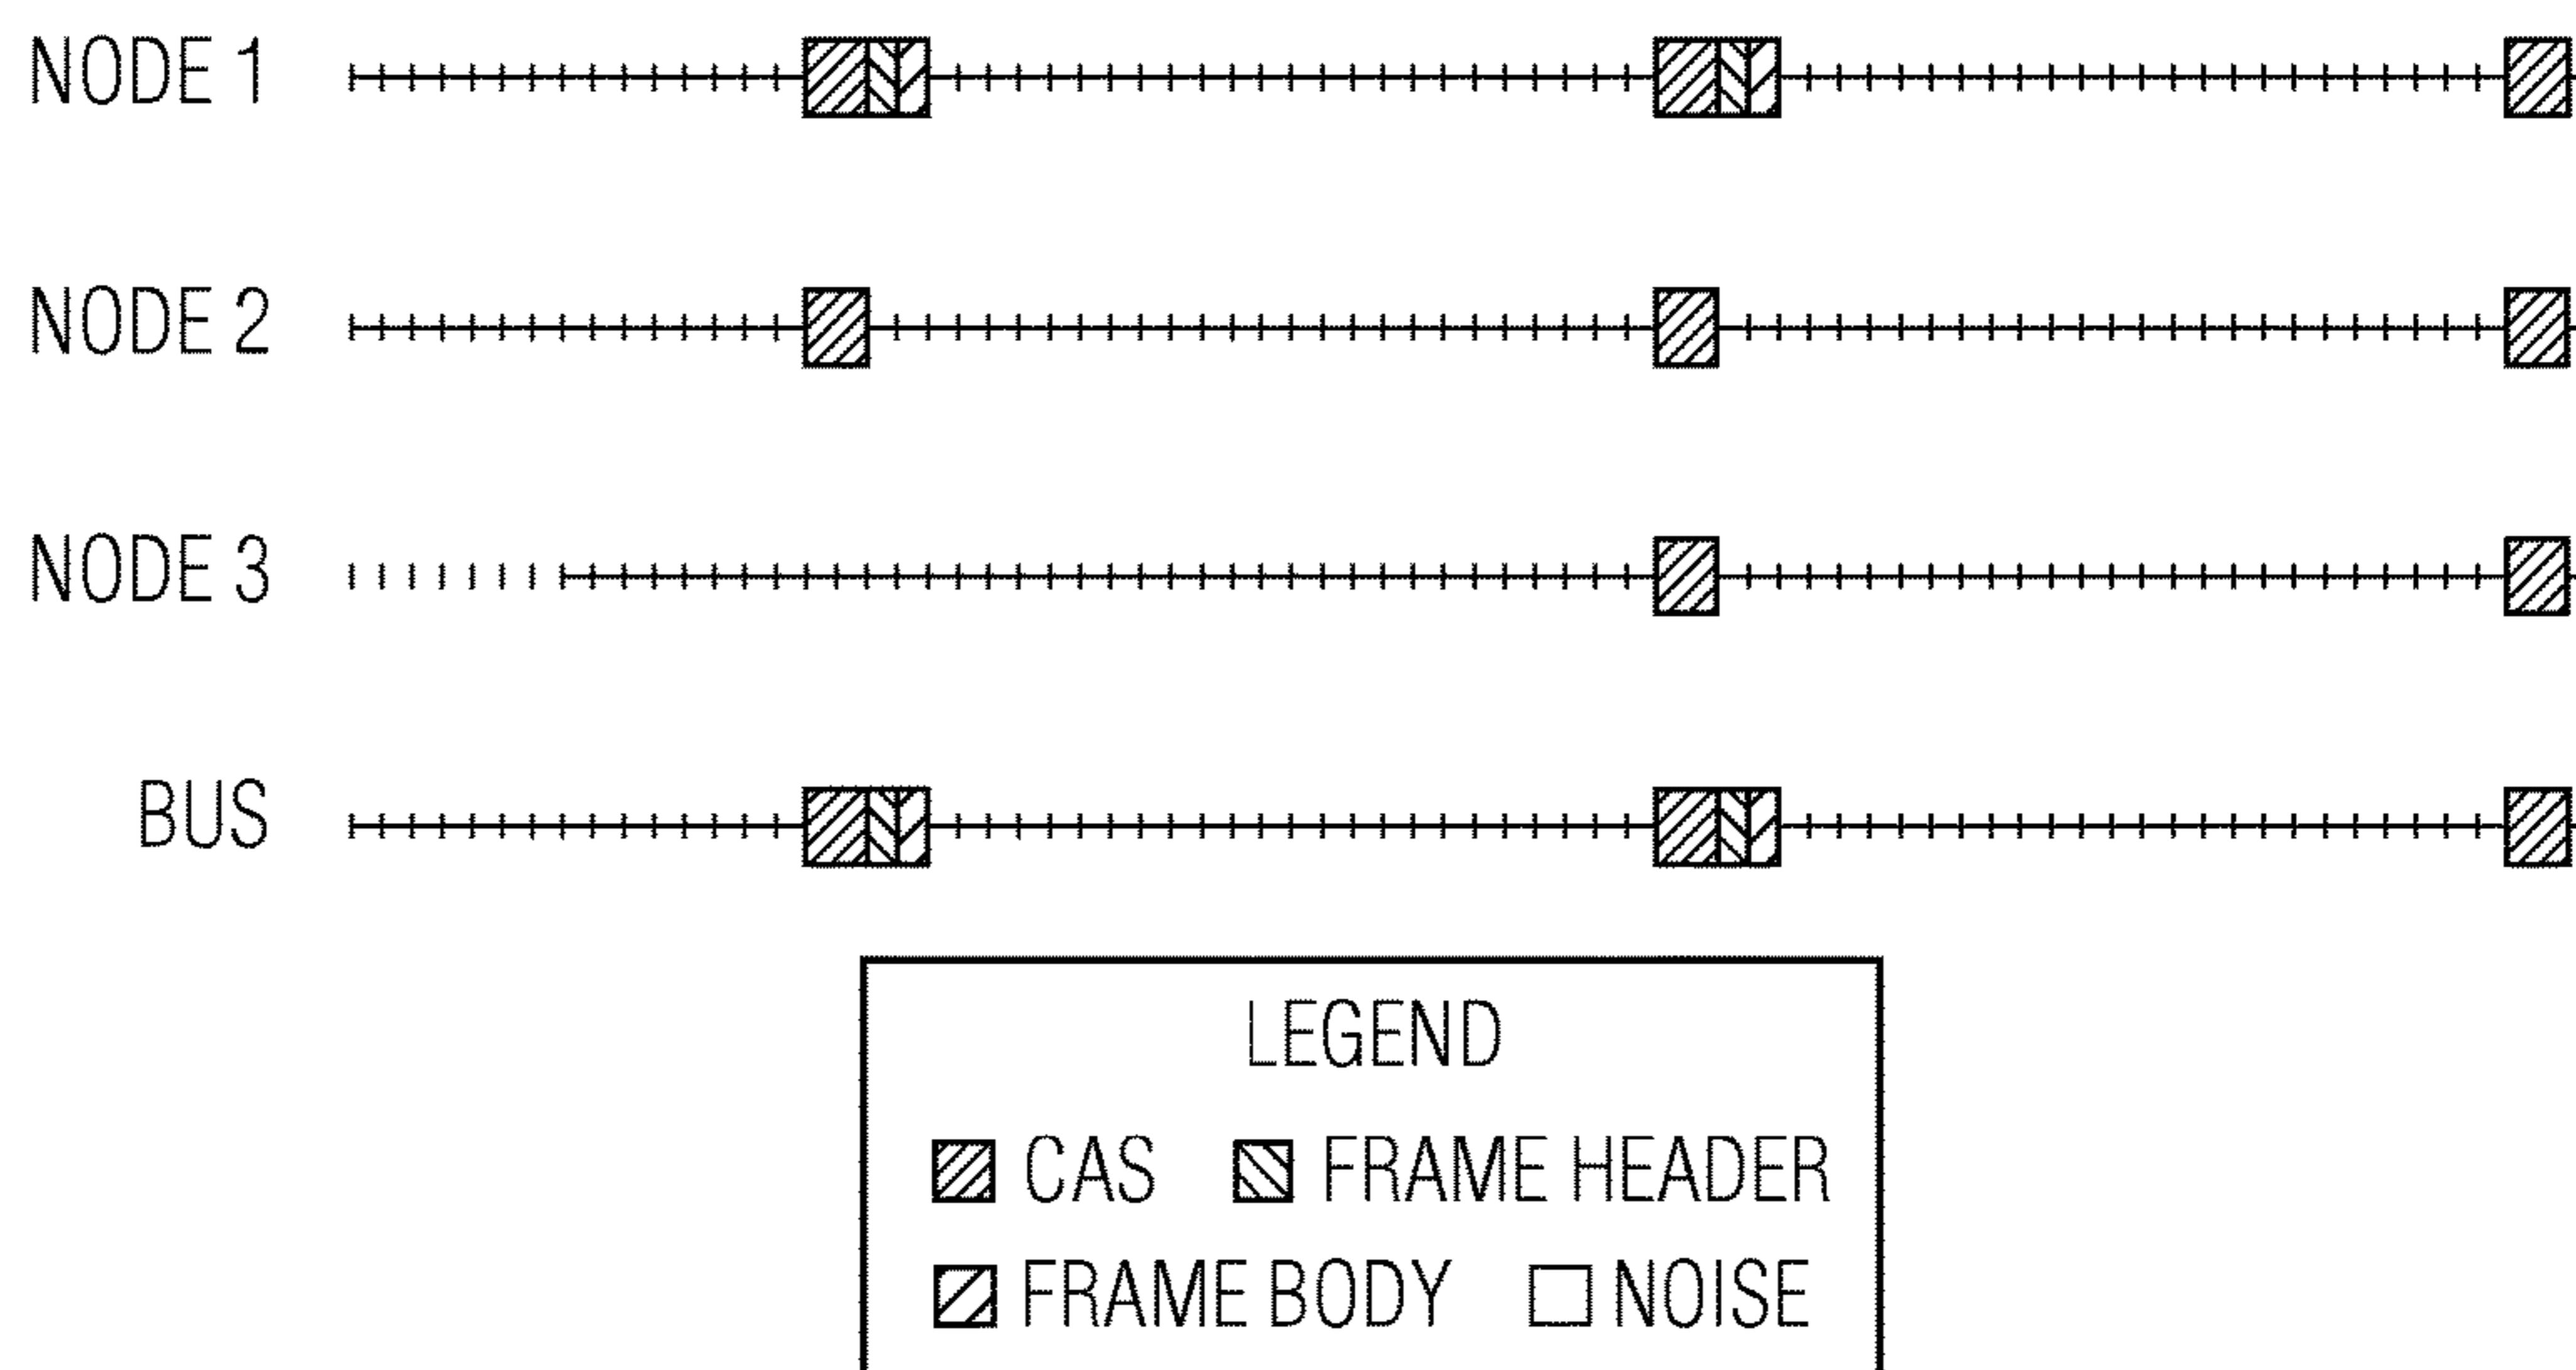 NODE 1
NODE 2
NODE 3
BUS
LEGEND
CAS FRAME HEADER
FRAME BODY NOISE